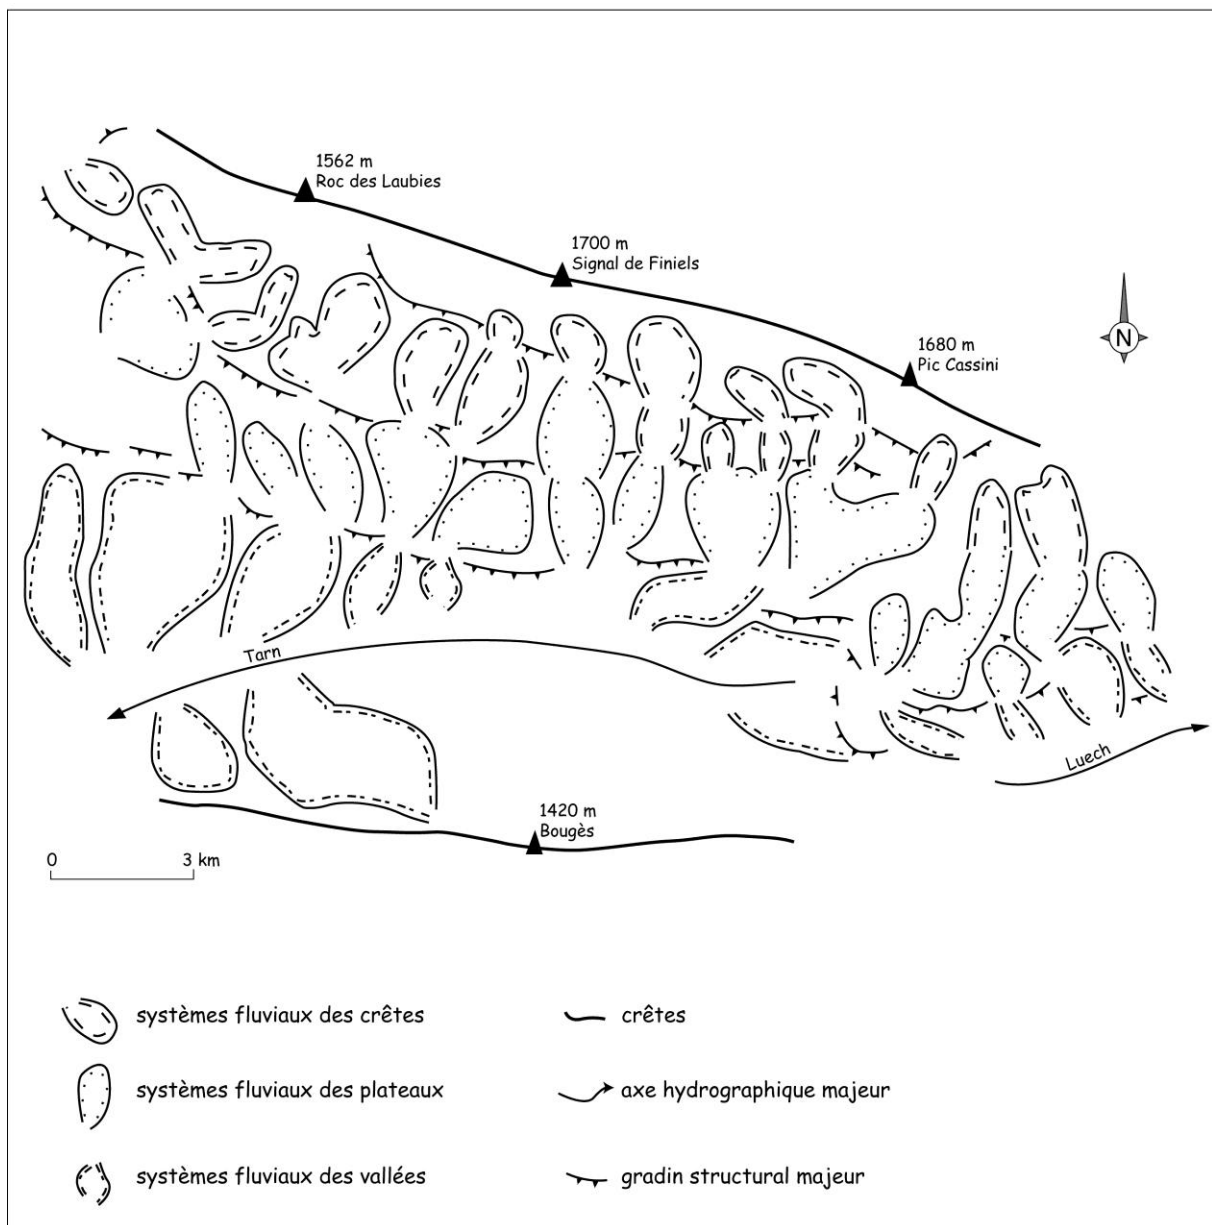 1562 m
Roc des Laubies
1700 m
Signal de Finiels
N
1680 m
Pic Cassini
Tarn
Luech
1420 m
Bougès
0 3 km
systèmes fluviaux des crêtes
crêtes
systèmes fluviaux des plateaux
axe hydrographique majeur
systèmes fluviaux des vallées
gradin structural majeur